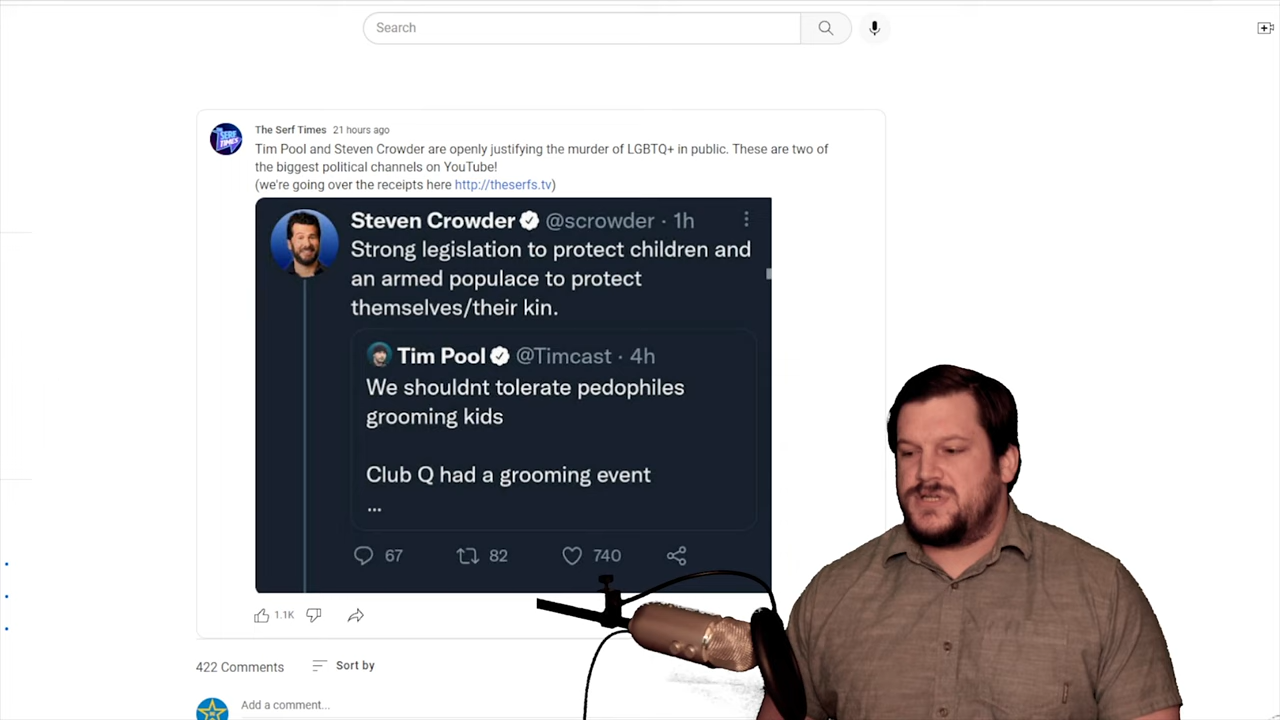 Search
The Serf Times 21 hours ago
Tim Pool and Steven Crowder are openly justifying the murder of LGBTQ+ in public. These are two of
the biggest political channels on YouTube!
(we're going over the receipts here http://theserfs.tv)
THE SERF TIMES
Steven Crowder @scrowder · 1h
Strong legislation to protect children and
an armed populace to protect
themselves/their kin.
Tim Pool @Timcast · 4h
We shouldnt tolerate pedophiles
grooming kids
Club Q had a grooming event
...
67 82 740
1.1K
422 Comments Sort by
Add a comment...